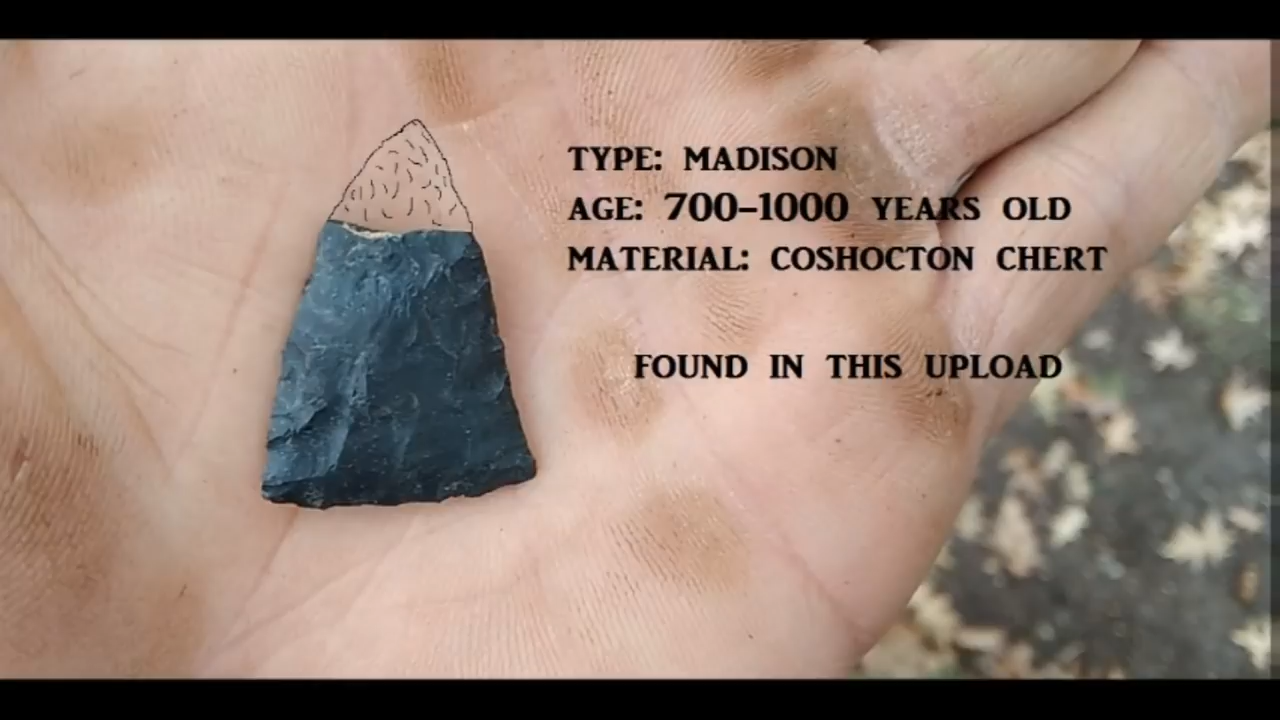 TYPE: MADISON
AGE: 700-1000 YEARS OLD
MATERIAL: COSHOCTON CHERT
FOUND IN THIS UPLOAD